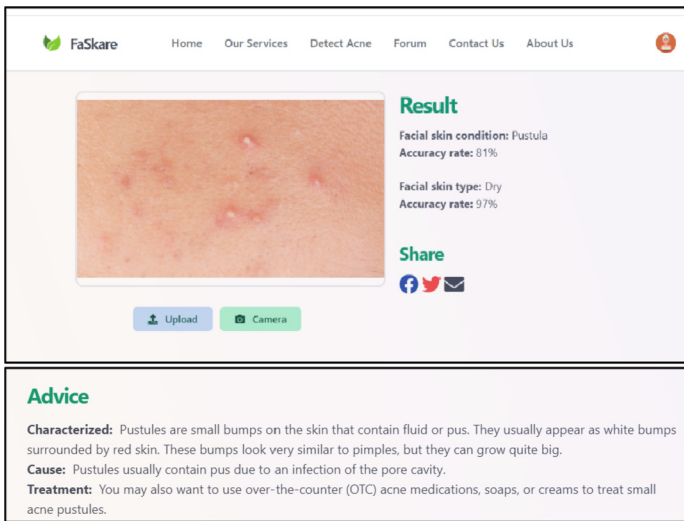 FaSkare
Home
Our Services
Detect Acne
Forum
Contact Us
About Us
Result
Facial skin condition: Pustula
Accuracy rate: 81%
Facial skin type: Dry
Accuracy rate: 97%
Share
Upload
Camera
Advice
Characterized: Pustules are small bumps on the skin that contain fluid or pus. They usually appear as white bumps
surrounded by red skin. These bumps look very similar to pimples, but they can grow quite big.
Cause: Pustules usually contain pus due to an infection of the pore cavity.
Treatment: You may also want to use over-the-counter (OTC) acne medications, soaps, or creams to treat small
acne pustules.